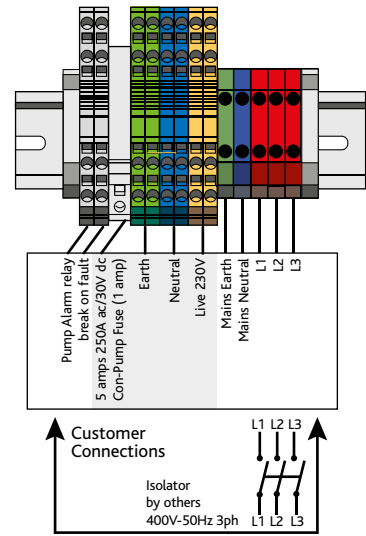 Pump Alarm relay
break on fault
5 amps 250A ac/30V dc
Con-Pump Fuse (1 amp)
Earth
Neutral
Live 230V
Mains Earth
Mains Neutral
L1
L2
L3
Customer
Connections
L1 L2 L3
Isolator
by others
400V-50Hz 3ph
L1 L2 L3